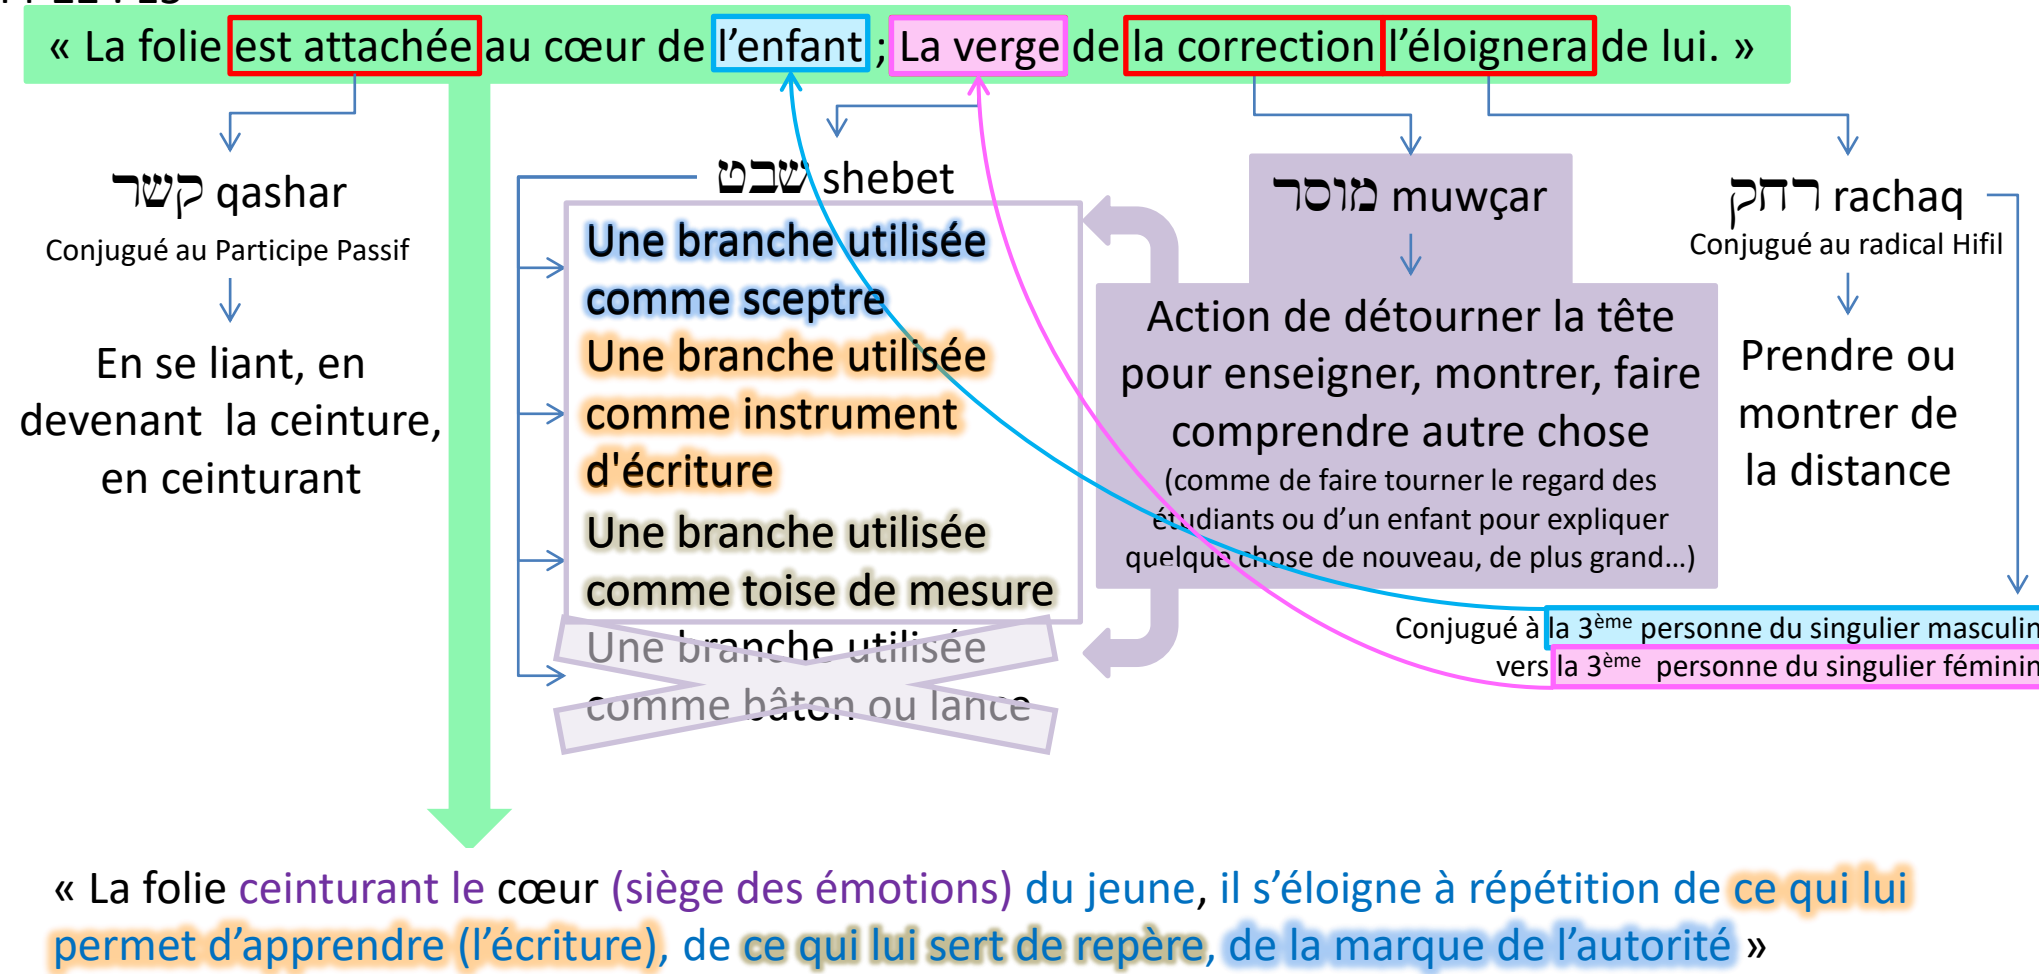 « La folie est attachée au cœur de l’enfant ; La verge de la correction l’éloignera de lui. »
קשר qashar
Conjugué au Participe Passif
En se liant, en
devenant la ceinture,
en ceinturant
שבט shebet
Une branche utilisée
comme sceptre
Une branche utilisée
comme instrument
d'écriture
Une branche utilisée
comme toise de mesure
Une branche utilisée
comme bâton ou lance
מוסר muwçar
Action de détourner la tête
pour enseigner, montrer, faire
comprendre autre chose
(comme de faire tourner le regard des
étudiants ou d’un enfant pour expliquer
quelque chose de nouveau, de plus grand…)
רחק rachaq
Conjugué au radical Hifil
Prendre ou
montrer de
la distance
Conjugué à la 3ème personne du singulier masculin
vers la 3ème personne du singulier féminin
« La folie ceinturant le cœur (siège des émotions) du jeune, il s’éloigne à répétition de ce qui lui
permet d’apprendre (l’écriture), de ce qui lui sert de repère, de la marque de l’autorité »